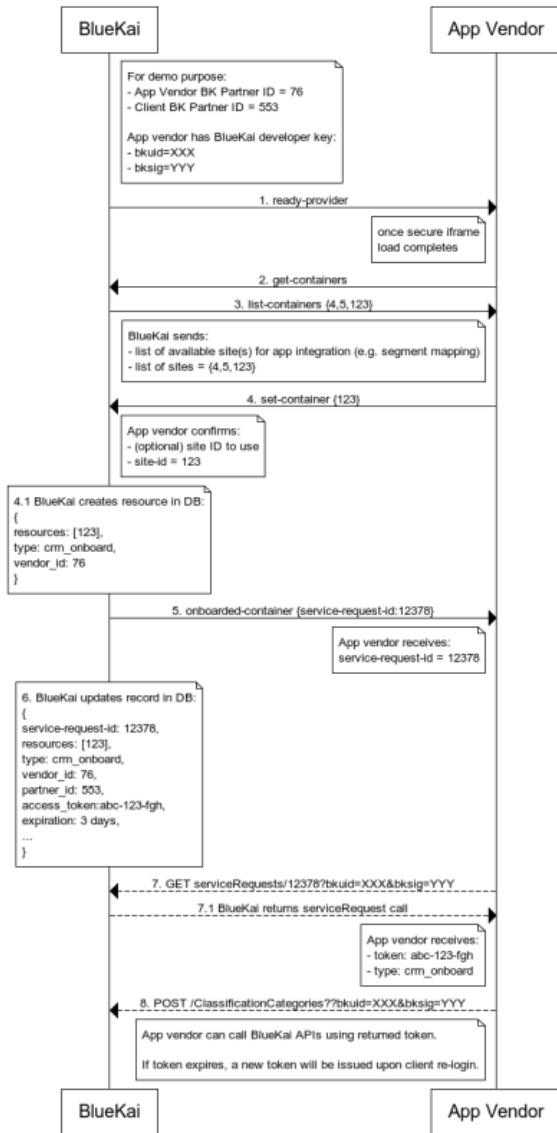 BlueKai
App Vendor
For demo purpose:
- App Vendor BK Partner ID = 76
- Client BK Partner ID = 553
App vendor has BlueKai developer key:
- bkuid=XXX
- bksig=YYY
1. ready-provider
once secure iframe
load completes
2. get-containers
3. list-containers {4,5,123}
BlueKai sends:
- list of available site(s) for app integration (e.g. segment mapping)
- list of sites = {4,5,123}
4. set-container {123}
App vendor confirms:
- (optional) site ID to use
- site-id = 123
4.1 BlueKai creates resource in DB:
{
resources: [123],
type: crm_onboard,
vendor_id: 76
}
5. onboarded-container {service-request-id:12378}
App vendor receives:
service-request-id = 12378
6. BlueKai updates record in DB:
{
service-request-id: 12378,
resources: [123],
type: crm_onboard,
vendor_id: 76,
partner_id: 553,
access_token:abc-123-fgh,
expiration: 3 days,
...
}
7. GET serviceRequests/12378?bkuid=XXX&bksig=YYY
7.1 BlueKai returns serviceRequest call
App vendor receives:
- token: abc-123-fgh
- type: crm_onboard
8. POST /ClassificationCategories??bkuid=XXX&bksig=YYY
App vendor can call BlueKai APIs using returned token.
If token expires, a new token will be issued upon client re-login.
BlueKai
App Vendor